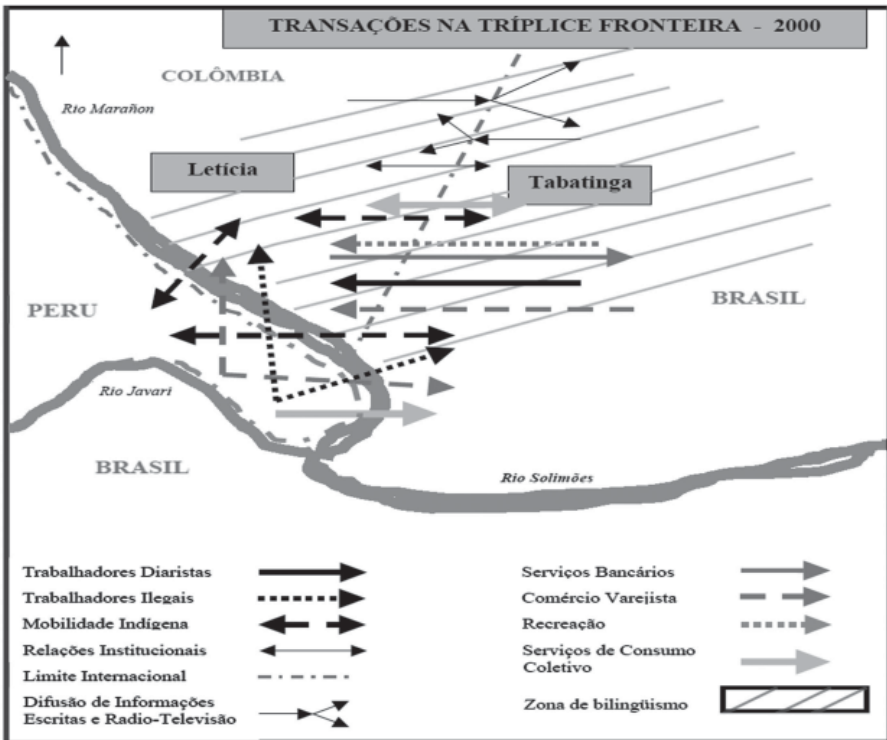 TRANSAÇÕES NA TRÍPLICE FRONTEIRA - 2000
COLÔMBIA
Rio Marañon
Letícia
Tabatinga
PERU
BRASIL
Rio Javari
BRASIL
Rio Solimões
Trabalhadores Diaristas
Trabalhadores Ilegais
Mobilidade Indígena
Relações Institucionais
Limite Internacional
Difusão de Informações
Escritas e Radio-Televisão
Serviços Bancários
Comércio Varejista
Recreação
Serviços de Consumo
Coletivo
Zona de bilingüismo